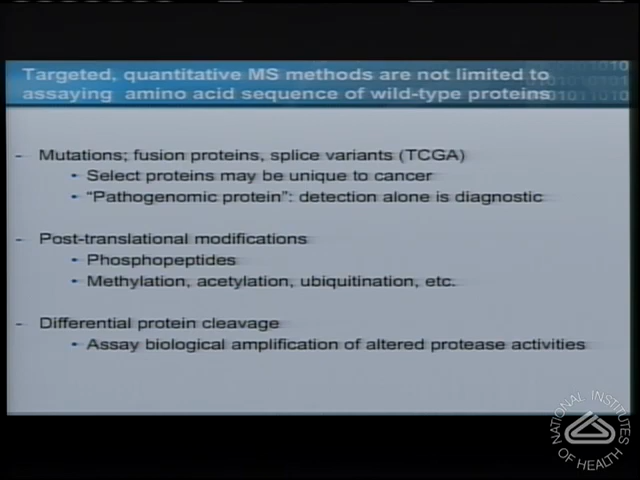 Targeted, quantitative MS methods are not limited to
assaying amino acid sequence of wild-type proteins
- Mutations; fusion proteins, splice variants (TCGA)
• Select proteins may be unique to cancer
• “Pathogenomic protein”: detection alone is diagnostic
- Post-translational modifications
• Phosphopeptides
• Methylation, acetylation, ubiquitination, etc.
- Differential protein cleavage
• Assay biological amplification of altered protease activities
NATIONAL INSTITUTES OF HEALTH